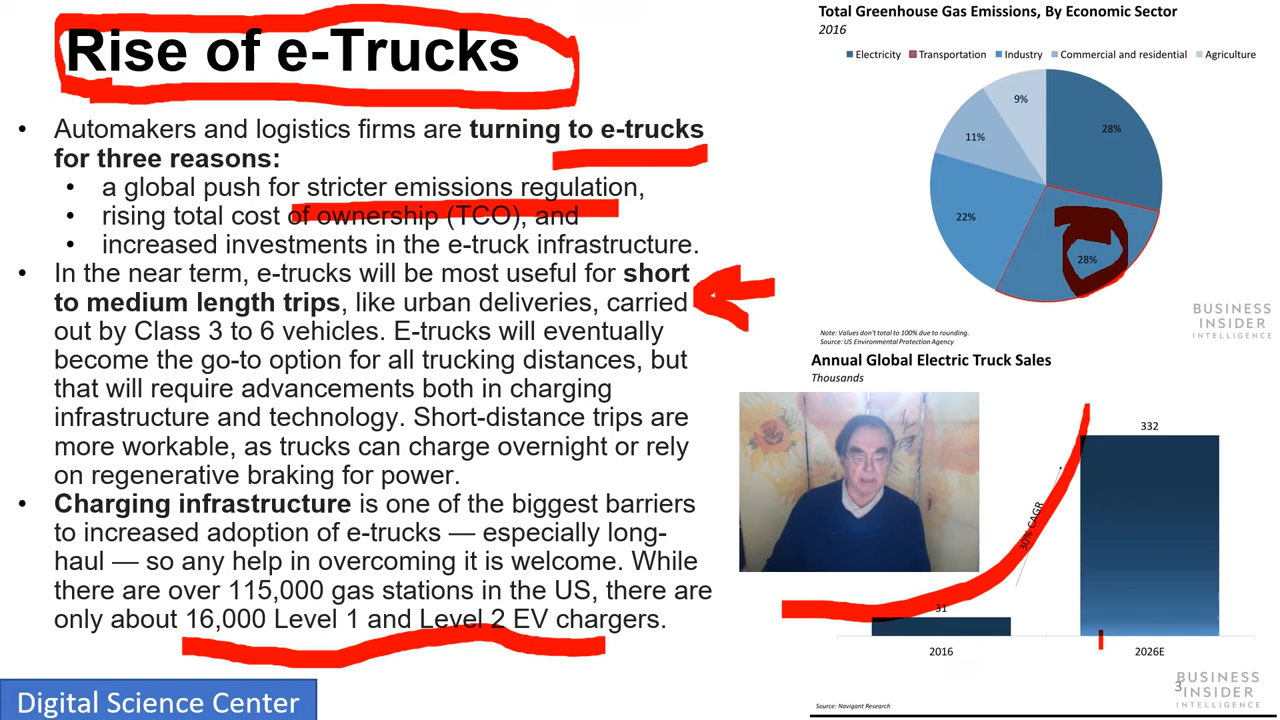 Rise of e-Trucks
• Automakers and logistics firms are turning to e-trucks
for three reasons:
• a global push for stricter emissions regulation,
• rising total cost of ownership (TCO), and
• increased investments in the e-truck infrastructure.
• In the near term, e-trucks will be most useful for short
to medium length trips, like urban deliveries, carried
out by Class 3 to 6 vehicles. E-trucks will eventually
become the go-to option for all trucking distances, but
that will require advancements both in charging
infrastructure and technology. Short-distance trips are
more workable, as trucks can charge overnight or rely
on regenerative braking for power.
• Charging infrastructure is one of the biggest barriers
to increased adoption of e-trucks — especially long-
haul — so any help in overcoming it is welcome. While
there are over 115,000 gas stations in the US, there are
only about 16,000 Level 1 and Level 2 EV chargers.
Digital Science Center
Total Greenhouse Gas Emissions, By Economic Sector
2016
Electricity Transportation Industry Commercial and residential Agriculture
9%
28%
11%
22%
28%
BUSINESS
INSIDER
INTELLIGENCE
Note: Values don't total to 100% due to rounding.
Source: US Environmental Protection Agency
Annual Global Electric Truck Sales
Thousands
332
30% CAGR
31
2016 2026E
BUSINESS
INSIDER
INTELLIGENCE
3
Source: Navigant Research